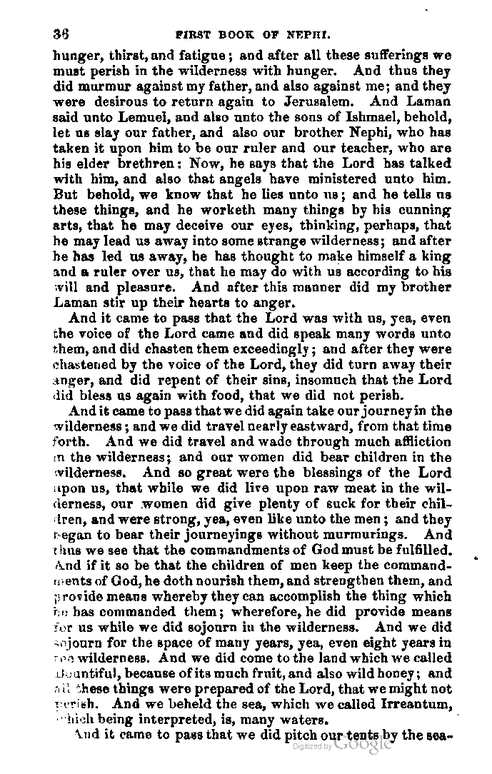 36 FIRST BOOK OF NEPHI.
hunger, thirst, and fatigue; and after all these sufferings we
must perish in the wilderness with hunger. And thus they
did murmur against my father, and also against me; and they
were desirous to return again to Jerusalem. And Laman
said unto Lemuel, and also unto the sons of Ishmael, behold,
let us slay our father, and also our brother Nephi, who has
taken it upon him to be our ruler and our teacher, who are
his elder brethren: Now, he says that the Lord has talked
with him, and also that angels have ministered unto him.
But behold, we know that he lies unto us; and he tells us
these things, and he worketh many things by his cunning
arts, that he may deceive our eyes, thinking, perhaps, that
he may lead us away into some strange wilderness; and after
he has led us away, he has thought to make himself a king
and a ruler over us, that he may do with us according to his
will and pleasure. And after this manner did my brother
Laman stir up their hearts to anger.
And it came to pass that the Lord was with us, yea, even
the voice of the Lord came and did speak many words unto
them, and did chasten them exceedingly; and after they were
chastened by the voice of the Lord, they did turn away their
anger, and did repent of their sins, insomuch that the Lord
did bless us again with food, that we did not perish.
And it came to pass that we did again take our journey in the
wilderness; and we did travel nearly eastward, from that time
forth. And we did travel and wade through much affliction
in the wilderness; and our women did bear children in the
wilderness. And so great were the blessings of the Lord
upon us, that while we did live upon raw meat in the wil-
derness, our women did give plenty of suck for their chil-
dren, and were strong, yea, even like unto the men; and they
began to bear their journeyings without murmurings. And
thus we see that the commandments of God must be fulfilled.
And if it so be that the children of men keep the command-
ments of God, he doth nourish them, and strengthen them, and
provide means whereby they can accomplish the thing which
he has commanded them; wherefore, he did provide means
for us while we did sojourn in the wilderness. And we did
sojourn for the space of many years, yea, even eight years in
the wilderness. And we did come to the land which we called
Bountiful, because of its much fruit, and also wild honey; and
all these things were prepared of the Lord, that we might not
perish. And we beheld the sea, which we called Irreantum,
which being interpreted, is, many waters.
And it came to pass that we did pitch our tents by the sea-
Digitized by Google